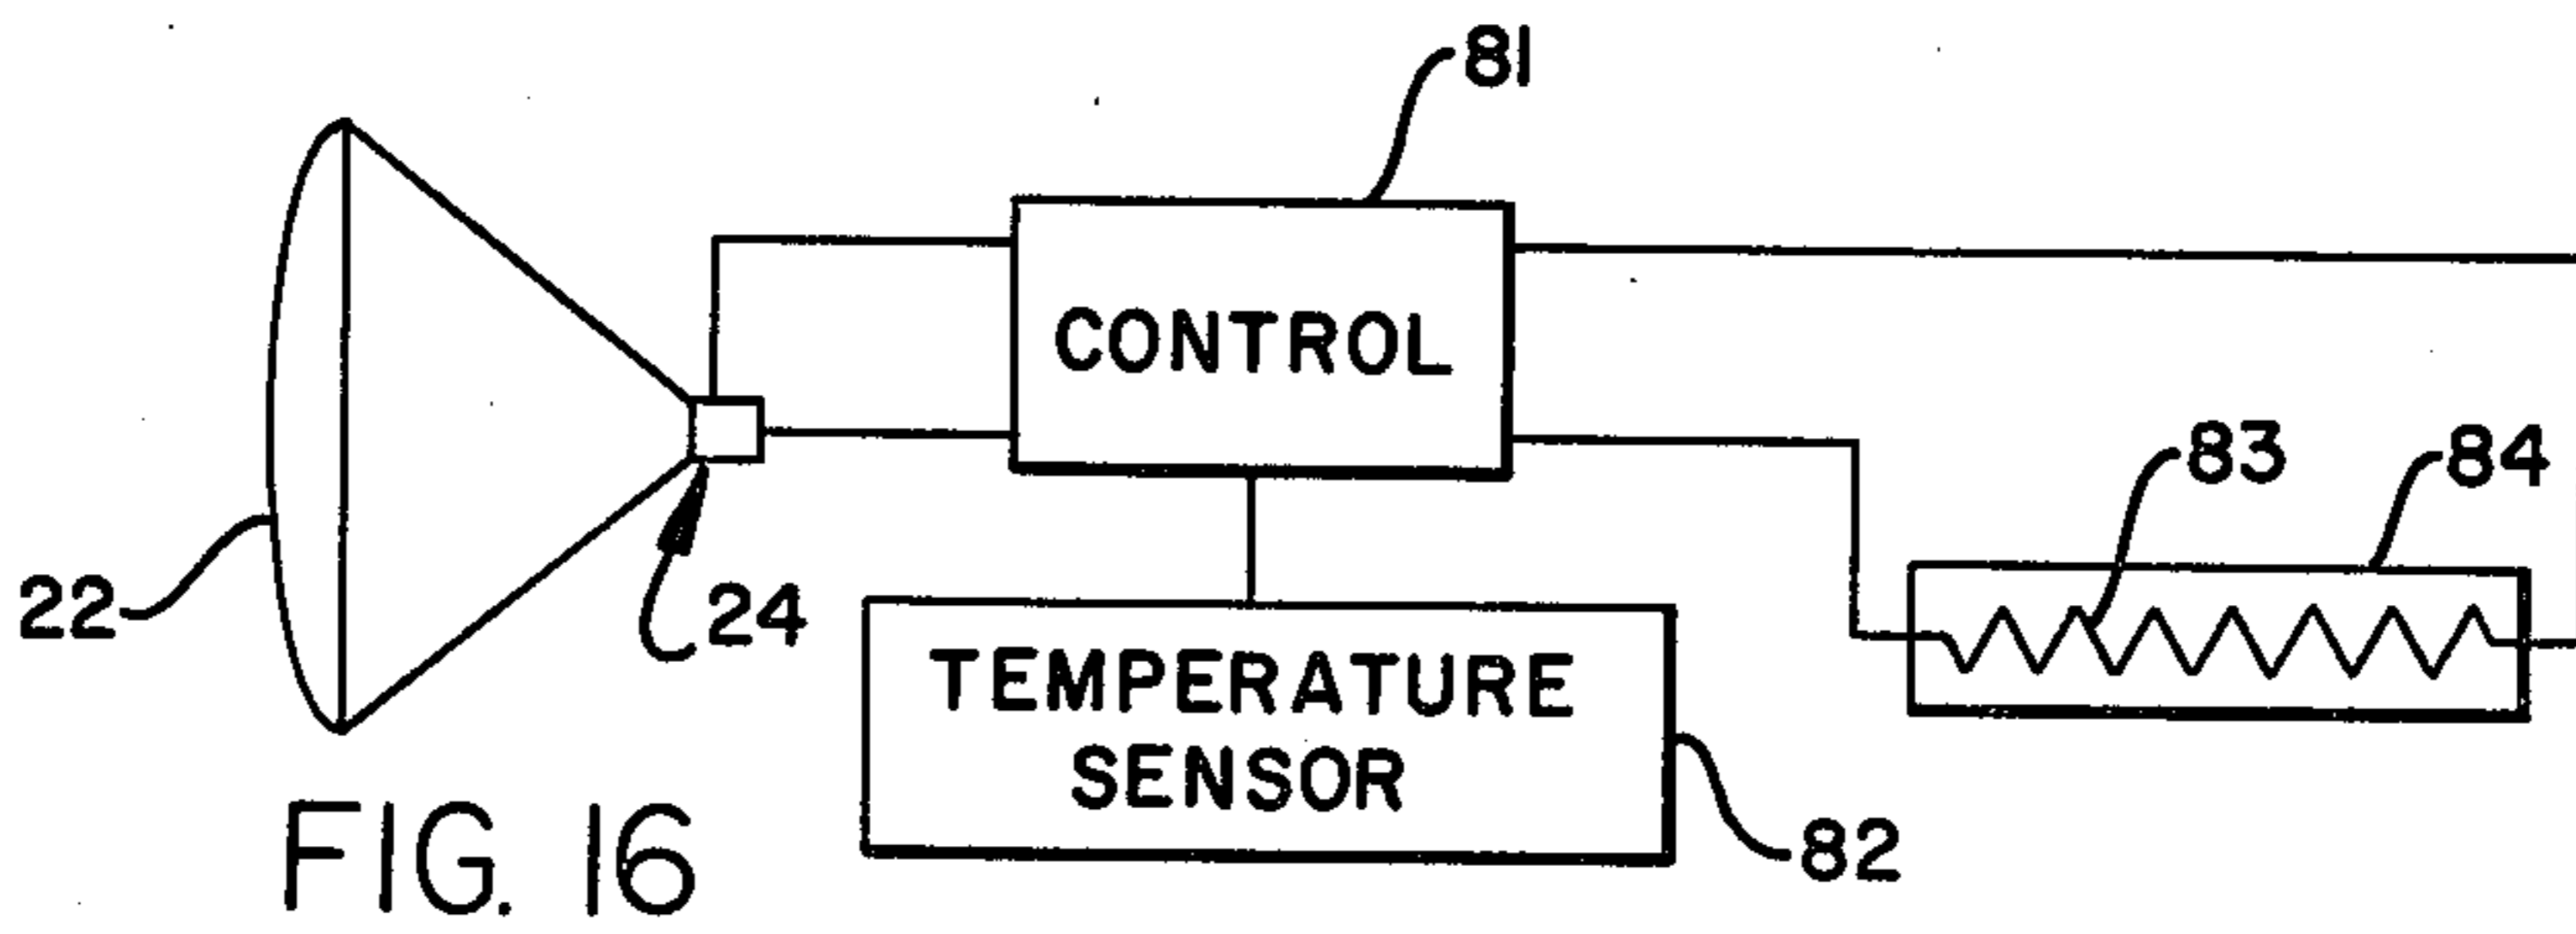 81
CONTROL
83
84
22
24
TEMPERATURE
SENSOR
82
FIG. 16